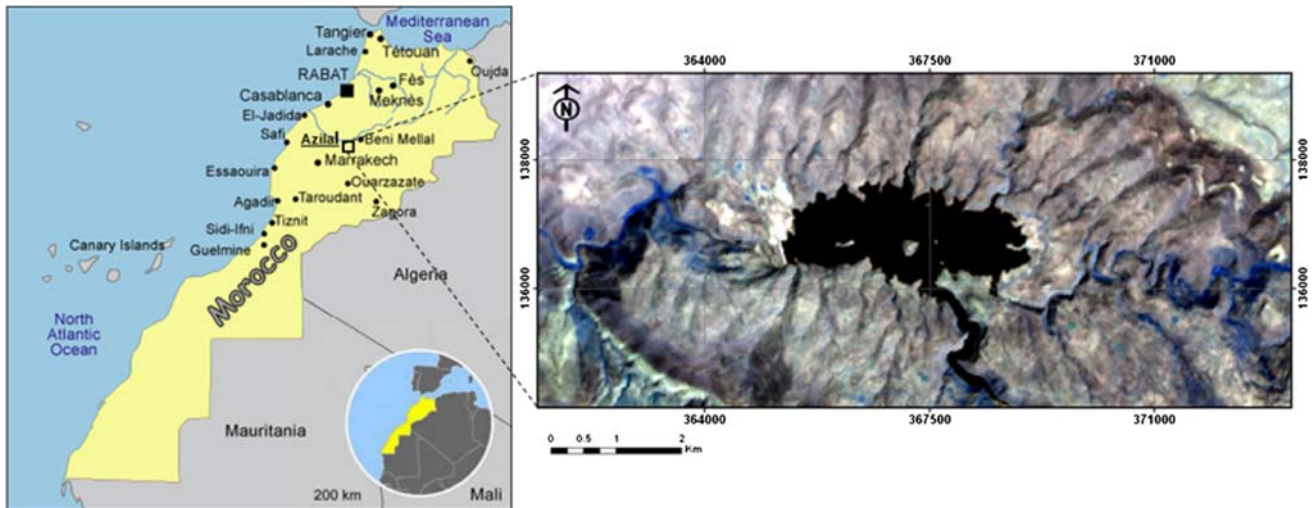 Mediterranean
Sea
Tangier
Larache
Tétouan
Oujda
RABAT
Fès
Meknès
Casablanca
El-Jadida
Safi
Azilal
Beni Mellal
Marrakech
Essaouira
Ouarzazate
Agadir
Taroudant
Zagora
Tiznit
Sidi-Ifni
Guelmine
Canary Islands
Morocco
Algeria
North
Atlantic
Ocean
Mauritania
200 km
Mali
364000
367500
371000
N
138000
138000
136000
136000
364000
367500
371000
0 0.5 1 2
Km